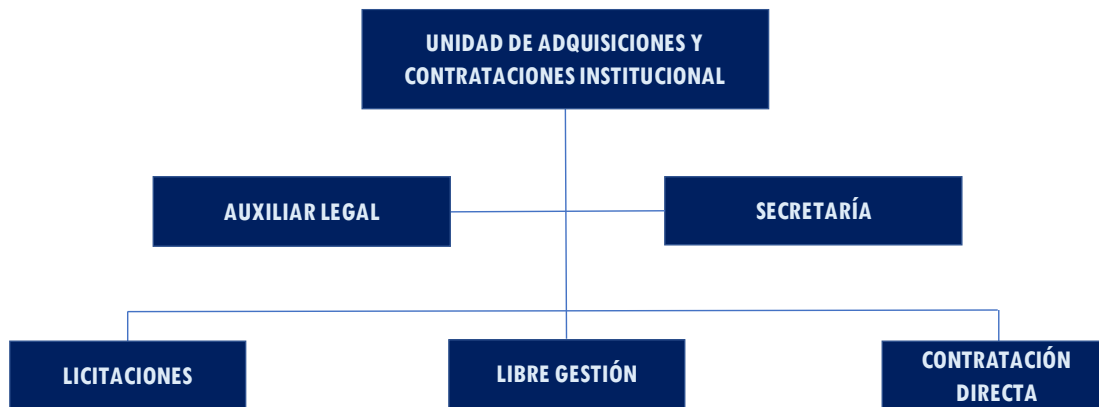 UNIDAD DE ADQUISICIONES Y
CONTRATACIONES INSTITUCIONAL
AUXILIAR LEGAL
SECRETARÍA
LICITACIONES
LIBRE GESTIÓN
CONTRATACIÓN
DIRECTA